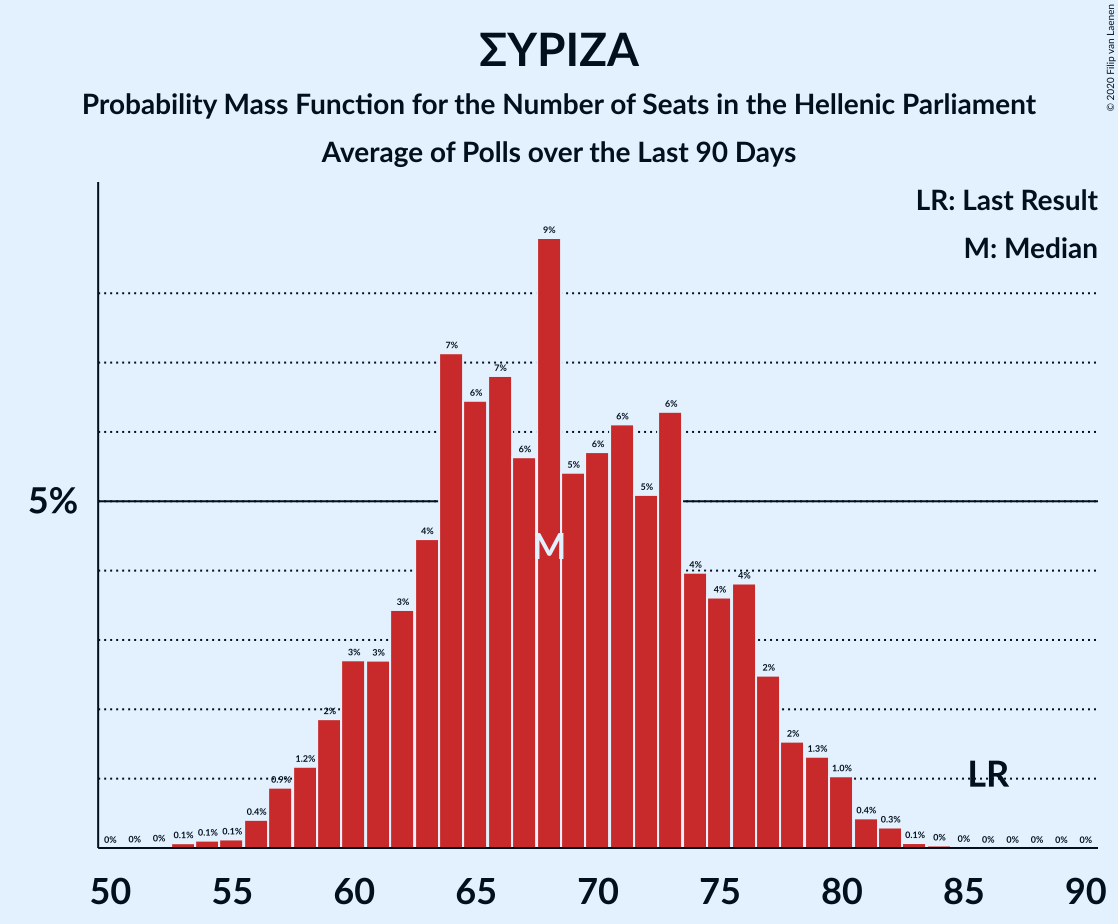 ΣΥΡΙΖΑ
Probability Mass Function for the Number of Seats in the Hellenic Parliament
Average of Polls over the Last 90 Days
© 2020 Filip van Laenen
LR: Last Result
M: Median
5%
0% 0% 0% 0.1% 0.1% 0.1% 0.4% 0.9% 1.2% 2% 3% 3% 3% 4% 7% 6% 7% 6% 9% 5% 6% 6% 5% 6% 4% 4% 4% 2% 2% 1.3% 1.0% 0.4% 0.3% 0.1% 0% 0% 0% 0% 0% 0% 0%
M
LR
50 55 60 65 70 75 80 85 90